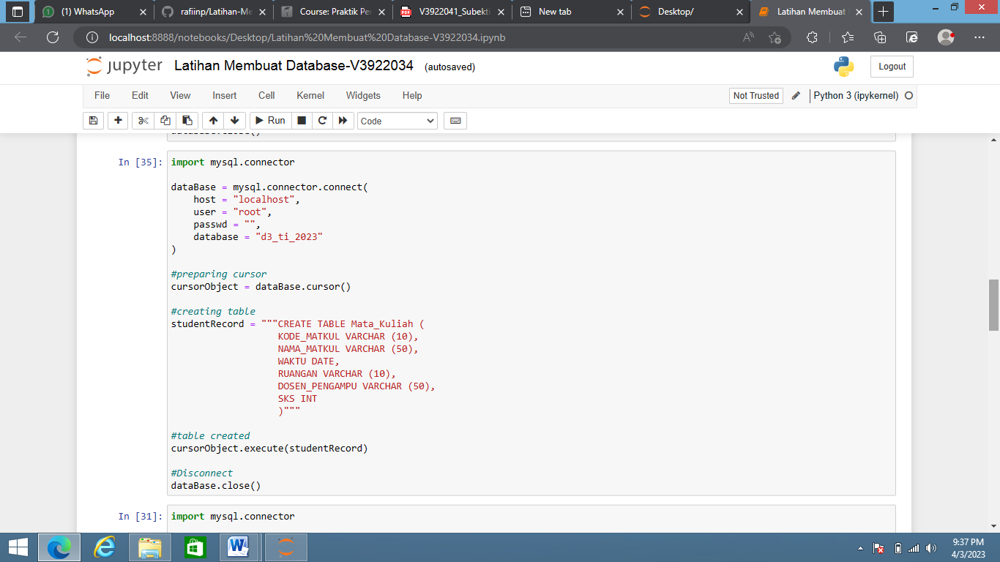 (1) WhatsApp
rafiinp/Latihan-Me
Course: Praktik Per
PDF
V3922041_Subekti
New tab
Desktop/
Latihan Membuat
localhost:8888/notebooks/Desktop/Latihan%20Membuat%20Database-V3922034.ipynb
jupyter Latihan Membuat Database-V3922034 (autosaved)
Logout
File Edit View Insert Cell Kernel Widgets Help
Not Trusted
Python 3 (ipykernel)
Run
Code
In [35]:
import mysql.connector
dataBase = mysql.connector.connect(
host = "localhost",
user = "root",
passwd = "",
database = "d3_ti_2023"
)
#preparing cursor
cursorObject = dataBase.cursor()
#creating table
studentRecord = """CREATE TABLE Mata_Kuliah (
KODE_MATKUL VARCHAR (10),
NAMA_MATKUL VARCHAR (50),
WAKTU DATE,
RUANGAN VARCHAR (10),
DOSEN_PENGAMPU VARCHAR (50),
SKS INT
)"""
#table created
cursorObject.execute(studentRecord)
#Disconnect
dataBase.close()
In [31]:
import mysql.connector
9:37 PM
4/3/2023